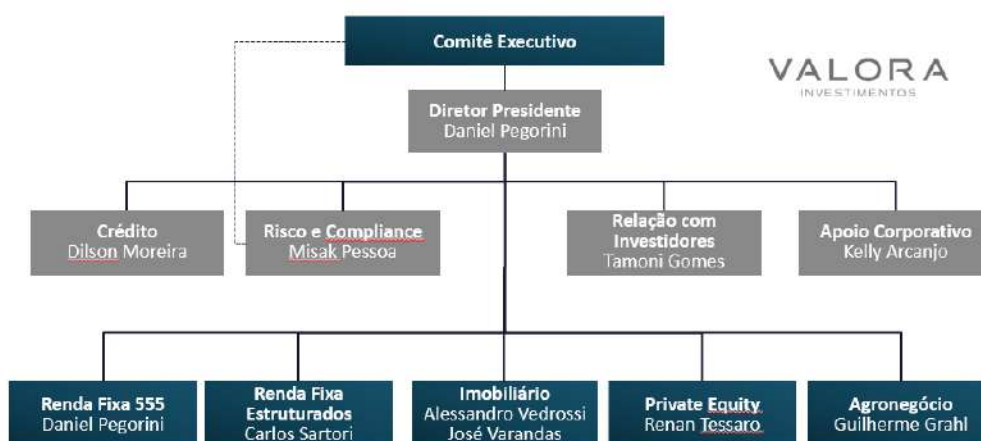 Comitê Executivo
VALORA
INVESTIMENTOS
Diretor Presidente
Daniel Pegorini
Crédito
Dilson Moreira
Risco e Compliance
Misak Pessoa
Relação com
Investidores
Tamoni Gomes
Apoio Corporativo
Kelly Arcanjo
Renda Fixa 555
Daniel Pegorini
Renda Fixa
Estruturados
Carlos Sartori
Imobiliário
Alessandro Vedrossi
José Varandas
Private Equity
Renan Tessaro
Agronegócio
Guilherme Grahl